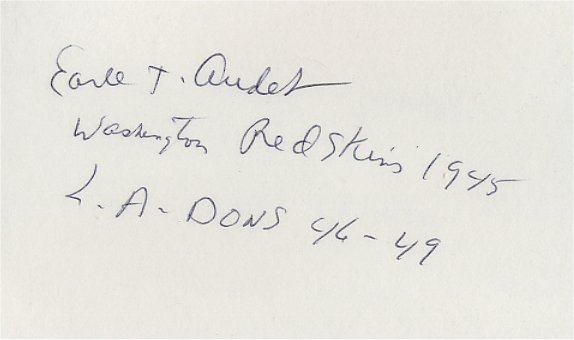 Earle T. Audet
Washington Redskins 1945
L.A. DONS 46-49